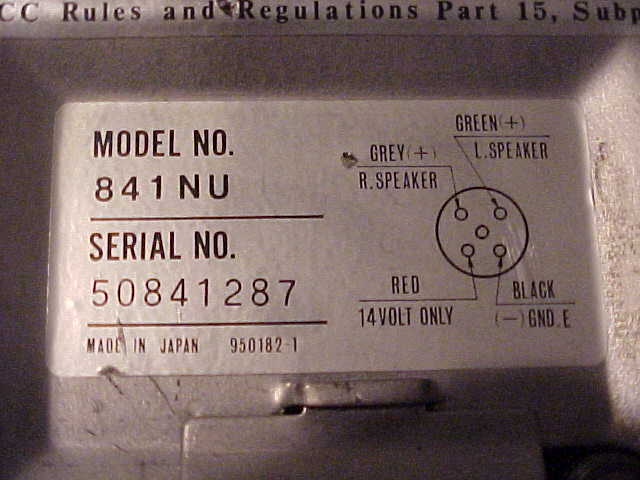 CC Rules and Regulations Part 15, Subp
MODEL NO.
841NU
SERIAL NO.
50841287
MADE IN JAPAN 950182-1
GREEN(+)
L.SPEAKER
GREY(+)
R.SPEAKER
RED
14VOLT ONLY
BLACK
(—)GND.E